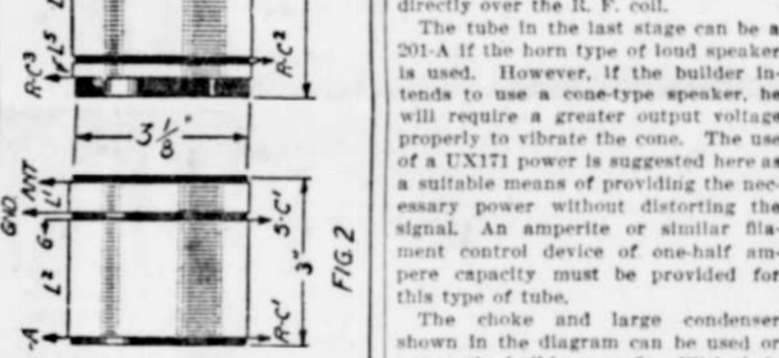 L5
R-C3
R-C2
3 1/8"
GND.
ANT
L'
G
S-C'
L2
3"
-A
R-C'
FIG. 2
directly over the R. F. coil.
The tube in the last stage can be a
201-A if the horn type of loud speaker
is used. However, if the builder in-
tends to use a cone-type speaker, he
will require a greater output voltage
properly to vibrate the cone. The use
of a UX171 power is suggested here as
a suitable means of providing the nec-
essary power without distorting the
signal. An amperite or similar fila-
ment control device of one-half am-
pere capacity must be provided for
this type of tube.
The choke and large condenser
shown in the diagram can be used or